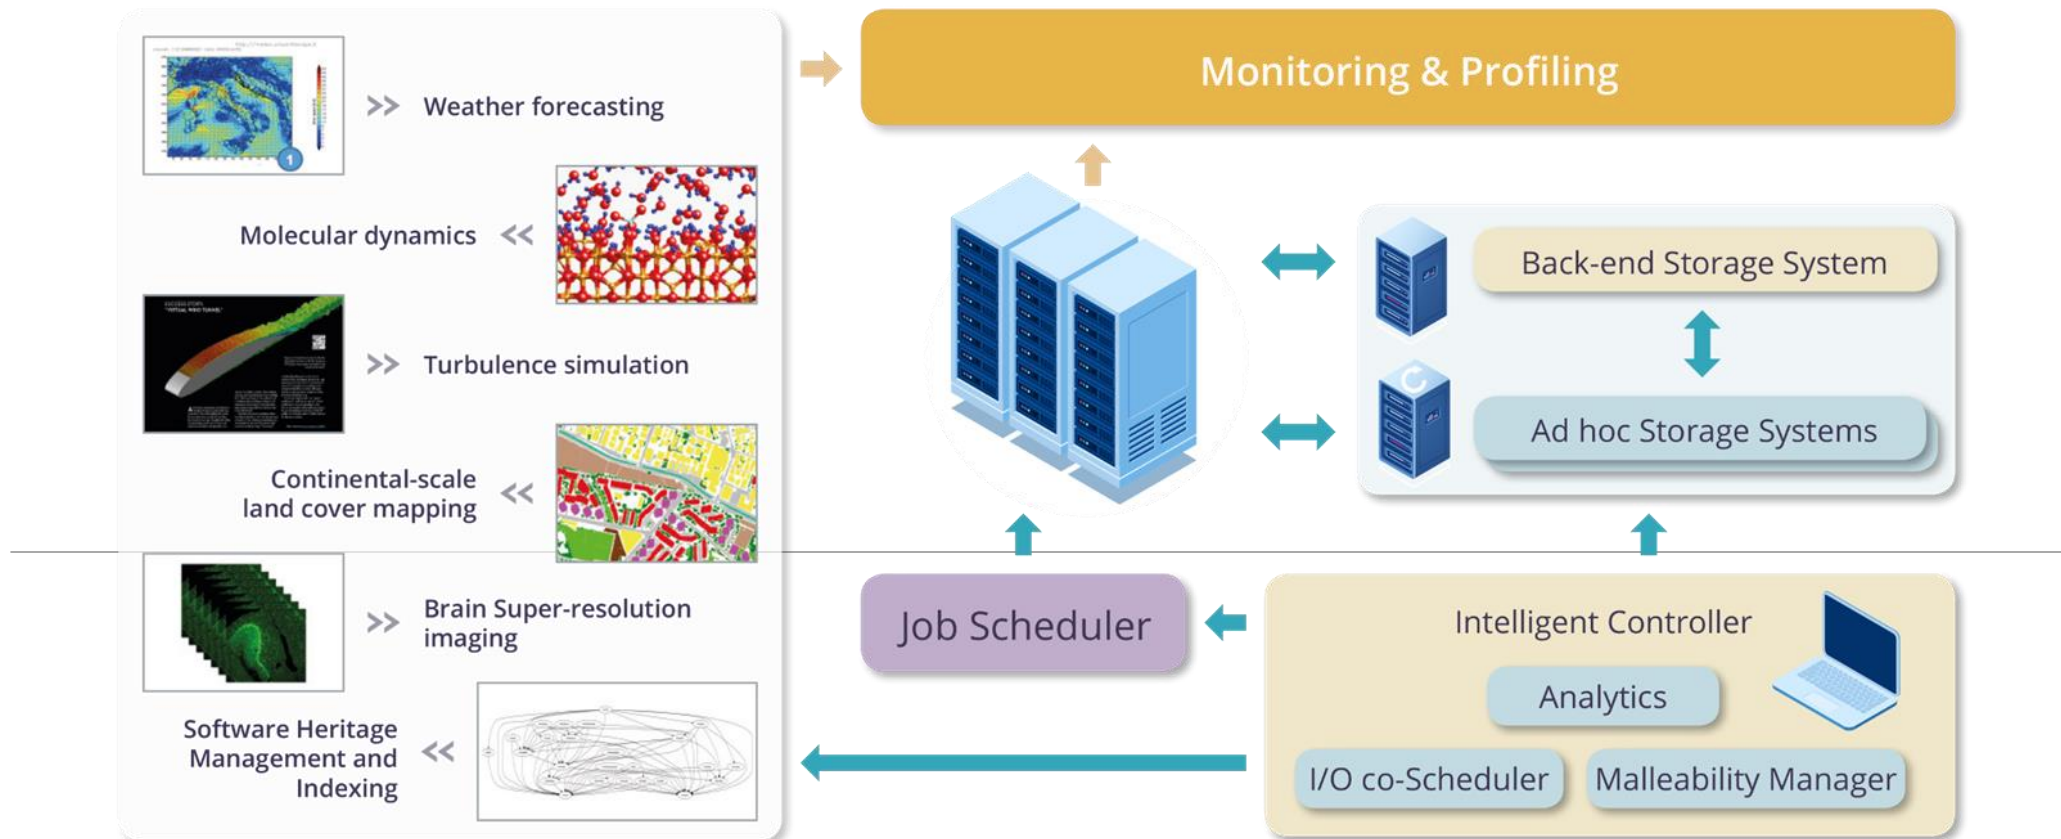 Weather forecasting
1
Molecular dynamics
Turbulence simulation
Continental-scale
land cover mapping
Brain Super-resolution
imaging
Software Heritage
Management and
Indexing
Monitoring & Profiling
Back-end Storage System
Ad hoc Storage Systems
Job Scheduler
Intelligent Controller
Analytics
I/O co-Scheduler
Malleability Manager